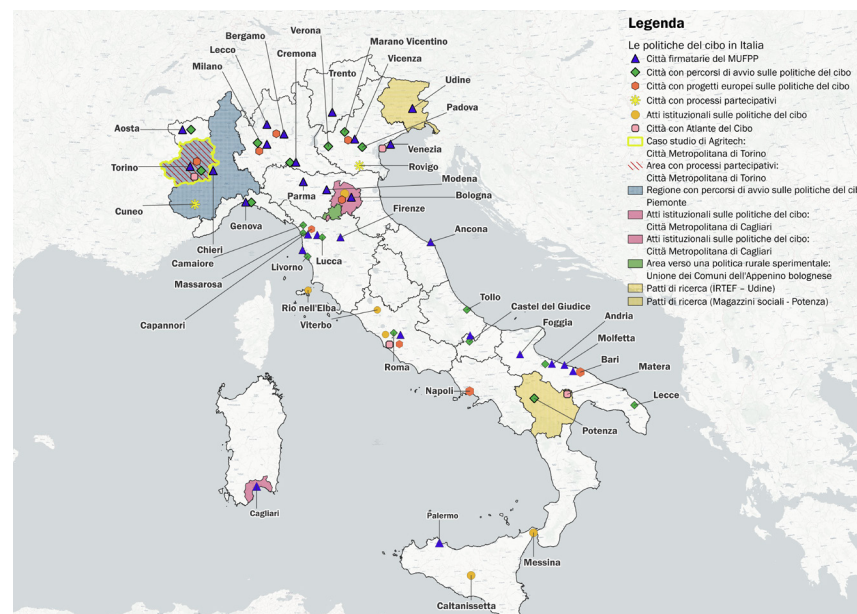 Legenda
Le politiche del cibo in Italia
Città firmatarie del MUFPP
Città con percorsi di avvio sulle politiche del cibo
Città con progetti europei sulle politiche del cibo
Città con processi partecipativi
Atti istituzionali sulle politiche del cibo
Città con Atlante del Cibo
Caso studio di Agritech:
Città Metropolitana di Torino
Area con processi partecipativi:
Città Metropolitana di Torino
Regione con percorsi di avvio sulle politiche del cib
Piemonte
Atti istituzionali sulle politiche del cibo:
Città Metropolitana di Cagliari
Atti istituzionali sulle politiche del cibo:
Città Metropolitana di Cagliari
Area verso una politica rurale sperimentale:
Unione dei Comuni dell'Appenino bolognese
Patti di ricerca (IRTEF – Udine)
Patti di ricerca (Magazzini sociali - Potenza)
Verona
Bergamo
Marano Vicentino
Lecco
Cremona
Vicenza
Milano
Trento
Udine
Padova
Aosta
Venezia
Torino
Rovigo
Modena
Parma
Bologna
Cuneo
Firenze
Genova
Ancona
Chieri
Camaiore
Livorno
Lucca
Massarosa
Tollo
Rio nell'Elba
Castel del Giudice
Andria
Capannori
Viterbo
Foggia
Molfetta
Bari
Roma
Matera
Napoli
Lecce
Potenza
Cagliari
Palermo
Messina
Caltanissetta